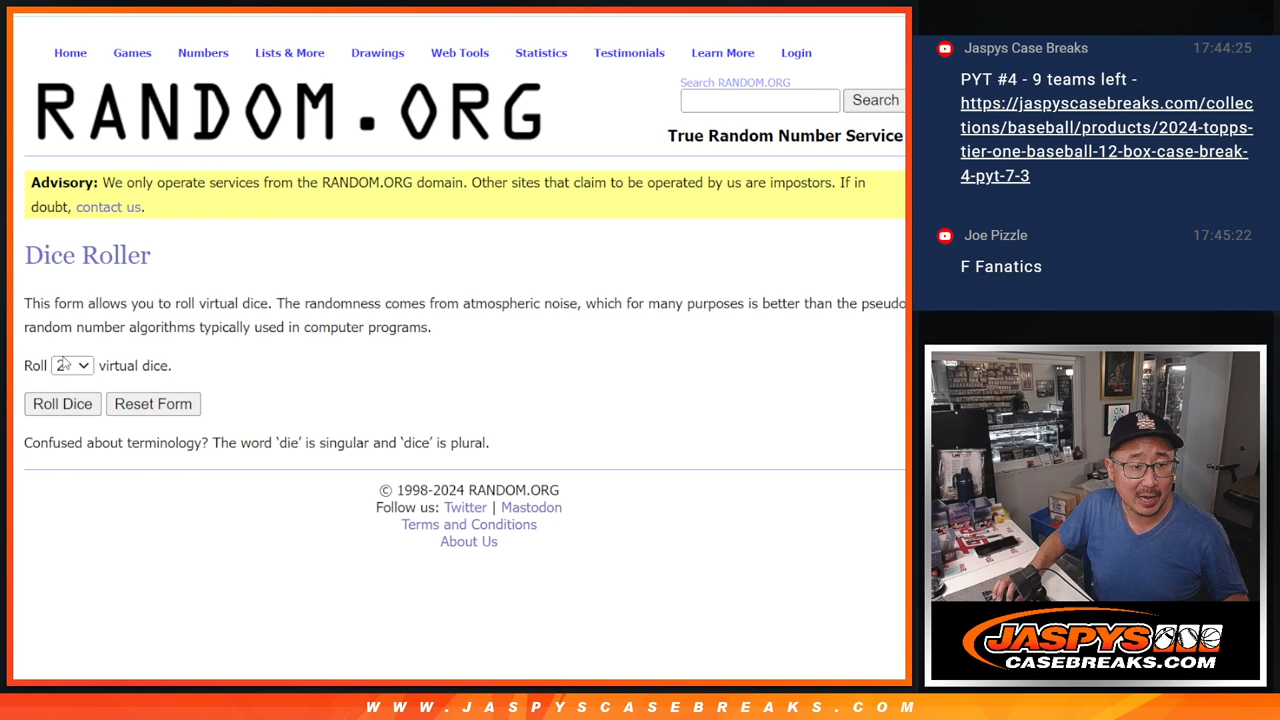 Home Games Numbers Lists & More Drawings Web Tools Statistics Testimonials Learn More Login
RANDOM.ORG
Search RANDOM.ORG
Search
True Random Number Service
Advisory: We only operate services from the RANDOM.ORG domain. Other sites that claim to be operated by us are impostors. If in
doubt, contact us.
Dice Roller
This form allows you to roll virtual dice. The randomness comes from atmospheric noise, which for many purposes is better than the pseudo
random number algorithms typically used in computer programs.
Roll 2 virtual dice.
Roll Dice Reset Form
Confused about terminology? The word ‘die’ is singular and ‘dice’ is plural.
© 1998-2024 RANDOM.ORG
Follow us: Twitter | Mastodon
Terms and Conditions
About Us
Jaspys Case Breaks 17:44:25
PYT #4 - 9 teams left -
https://jaspyscasebreaks.com/collec
tions/baseball/products/2024-topps-
tier-one-baseball-12-box-case-break-
4-pyt-7-3
Joe Pizzle 17:45:22
F Fanatics
JASPYS
CASEBREAKS.COM
WWW.JASPYSCASEBREAKS.COM